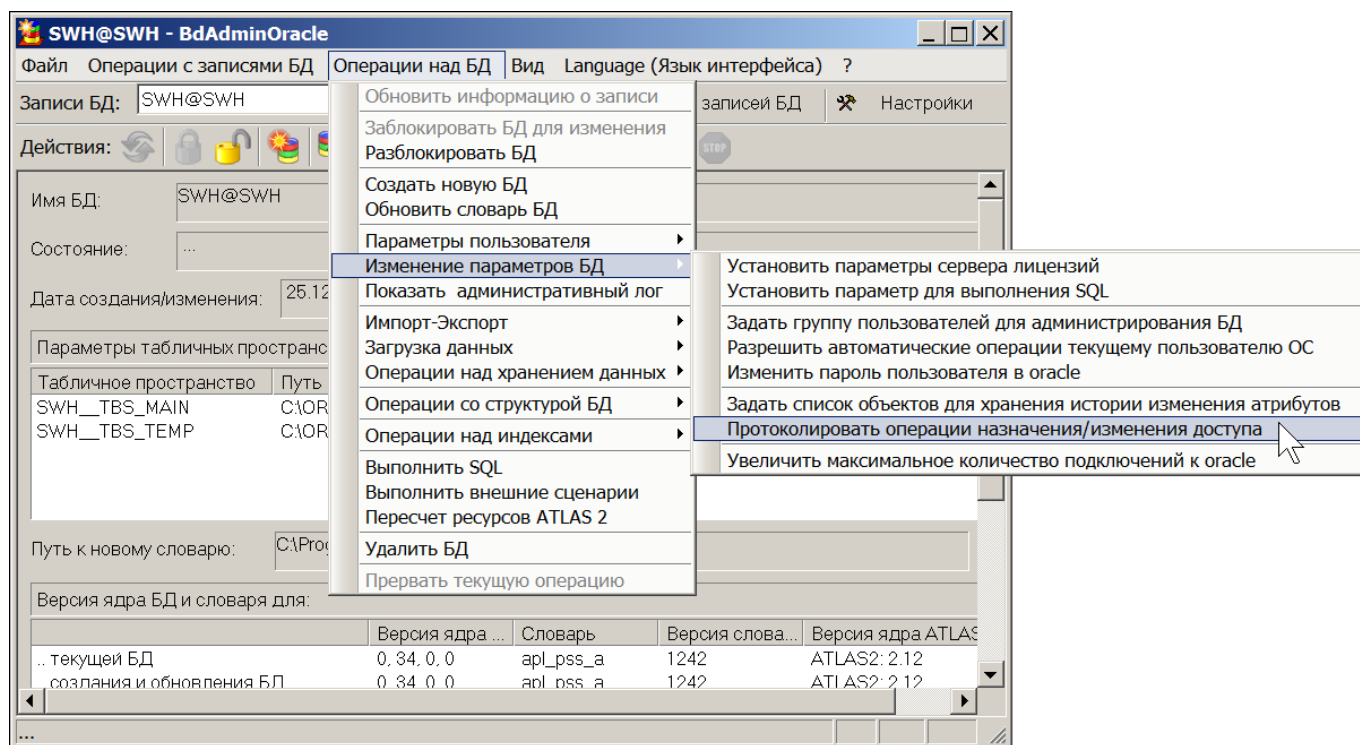 SWH@SWH - BdAdminOracle
Файл Операции с записями БД Операции над БД Вид Language (Язык интерфейса) ?
Записи БД: SWH@SWH записей БД Настройки
Действия: STOP
Имя БД: SWH@SWH
Состояние: ...
Дата создания/изменения: 25.12
Параметры табличных пространс
Табличное пространство Путь
SWH__TBS_MAIN C:\OR
SWH__TBS_TEMP C:\OR
Путь к новому словарю: C:\Prog
Версия ядра БД и словаря для:
Версия ядра ... Словарь Версия слова... Версия ядра ATLAS
.. текущей БД 0, 34, 0, 0 apl_pss_a 1242 ATLAS2: 2.12
создания и обновления БД 0 34 0 0 apl_pss_a 1242 ATLAS2: 2.12
...
Обновить информацию о записи
Заблокировать БД для изменения
Разблокировать БД
Создать новую БД
Обновить словарь БД
Параметры пользователя
Изменение параметров БД
Показать административный лог
Импорт-Экспорт
Загрузка данных
Операции над хранением данных
Операции со структурой БД
Операции над индексами
Выполнить SQL
Выполнить внешние сценарии
Пересчет ресурсов ATLAS 2
Удалить БД
Прервать текущую операцию
Установить параметры сервера лицензий
Установить параметр для выполнения SQL
Задать группу пользователей для администрирования БД
Разрешить автоматические операции текущему пользователю ОС
Изменить пароль пользователя в oracle
Задать список объектов для хранения истории изменения атрибутов
Протоколировать операции назначения/изменения доступа
Увеличить максимальное количество подключений к oracle